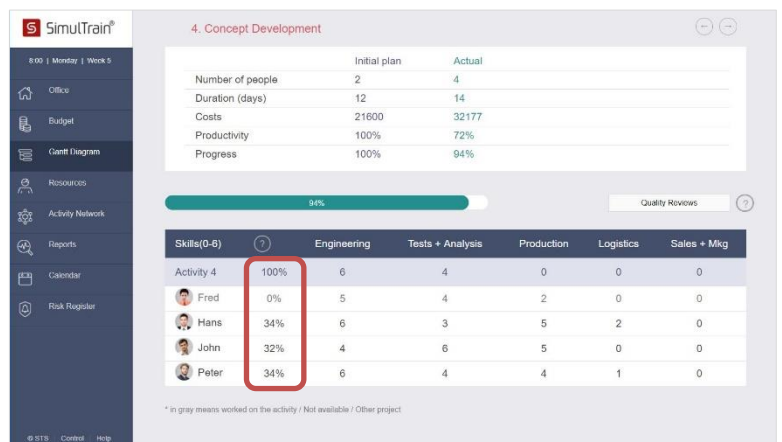 S SimulTrain®
8:00 | Monday | Week 5
Office
Budget
Gantt Diagram
Resources
Activity Network
Reports
Calendar
Risk Register
© STS Control Help
4. Concept Development
Initial plan Actual
Number of people 2 4
Duration (days) 12 14
Costs 21600 32177
Productivity 100% 72%
Progress 100% 94%
94%
Quality Reviews ?
Skills(0-6) ? Engineering Tests + Analysis Production Logistics Sales + Mkg
Activity 4 100% 6 4 0 0 0
Fred 0% 5 4 2 0 0
Hans 34% 6 3 5 2 0
John 32% 4 6 5 0 0
Peter 34% 6 4 4 1 0
* in gray means worked on the activity / Not available / Other project